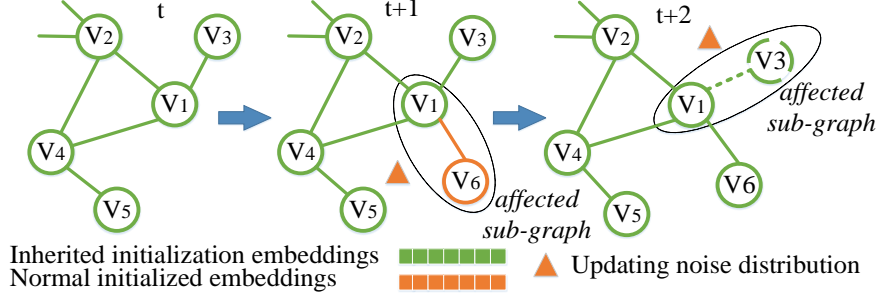 t
t+1
t+2
V2
V3
V1
V4
V5
V2
V3
V1
V4
V6
V5
affected
sub-graph
V2
V3
V1
affected
sub-graph
V4
V6
V5
Inherited initialization embeddings
Normal initialized embeddings
Updating noise distribution